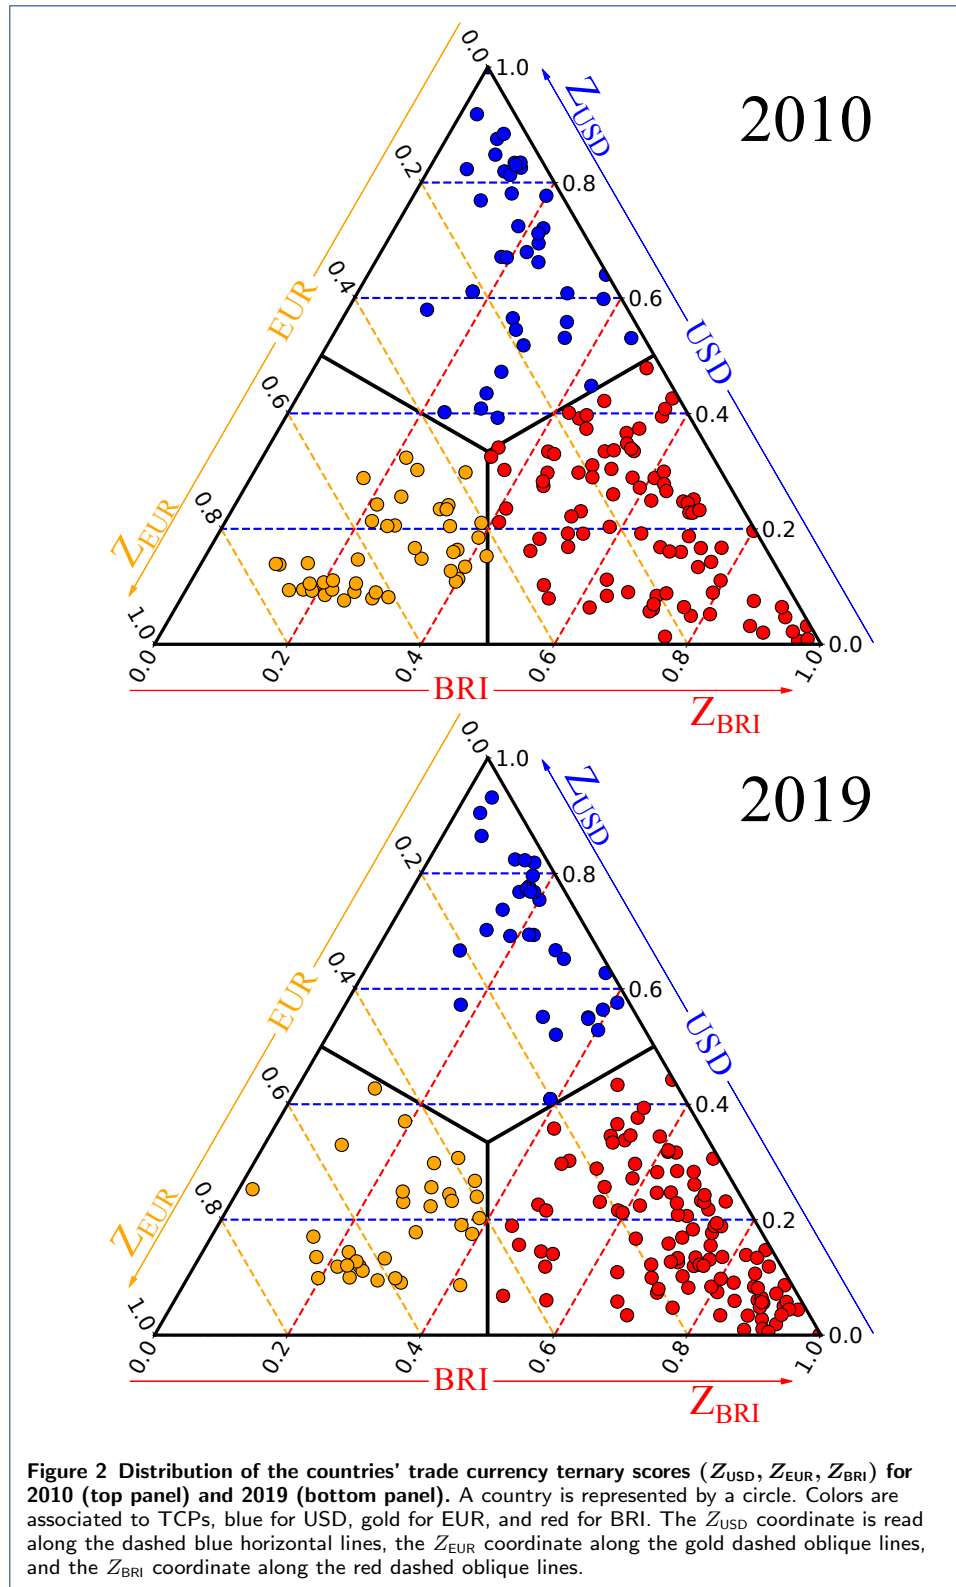 2010
0.0
1.0
Z_USD
0.2
0.8
0.4
EUR
0.6
USD
0.6
0.4
Z_EUR
0.8
0.2
1.0
0.0
0.0
0.2
0.4
0.6
0.8
1.0
BRI
Z_BRI
2019
0.0
1.0
Z_USD
0.2
0.8
0.4
EUR
0.6
USD
0.6
0.4
Z_EUR
0.8
0.2
1.0
0.0
0.0
0.2
0.4
0.6
0.8
1.0
BRI
Z_BRI
Figure 2 Distribution of the countries' trade currency ternary scores (Z_USD, Z_EUR, Z_BRI) for
2010 (top panel) and 2019 (bottom panel). A country is represented by a circle. Colors are
associated to TCPs, blue for USD, gold for EUR, and red for BRI. The Z_USD coordinate is read
along the dashed blue horizontal lines, the Z_EUR coordinate along the gold dashed oblique lines,
and the Z_BRI coordinate along the red dashed oblique lines.